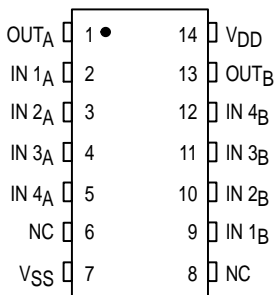 OUTA 1 14 VDD
IN 1A 2 13 OUTB
IN 2A 3 12 IN 4B
IN 3A 4 11 IN 3B
IN 4A 5 10 IN 2B
NC 6 9 IN 1B
VSS 7 8 NC